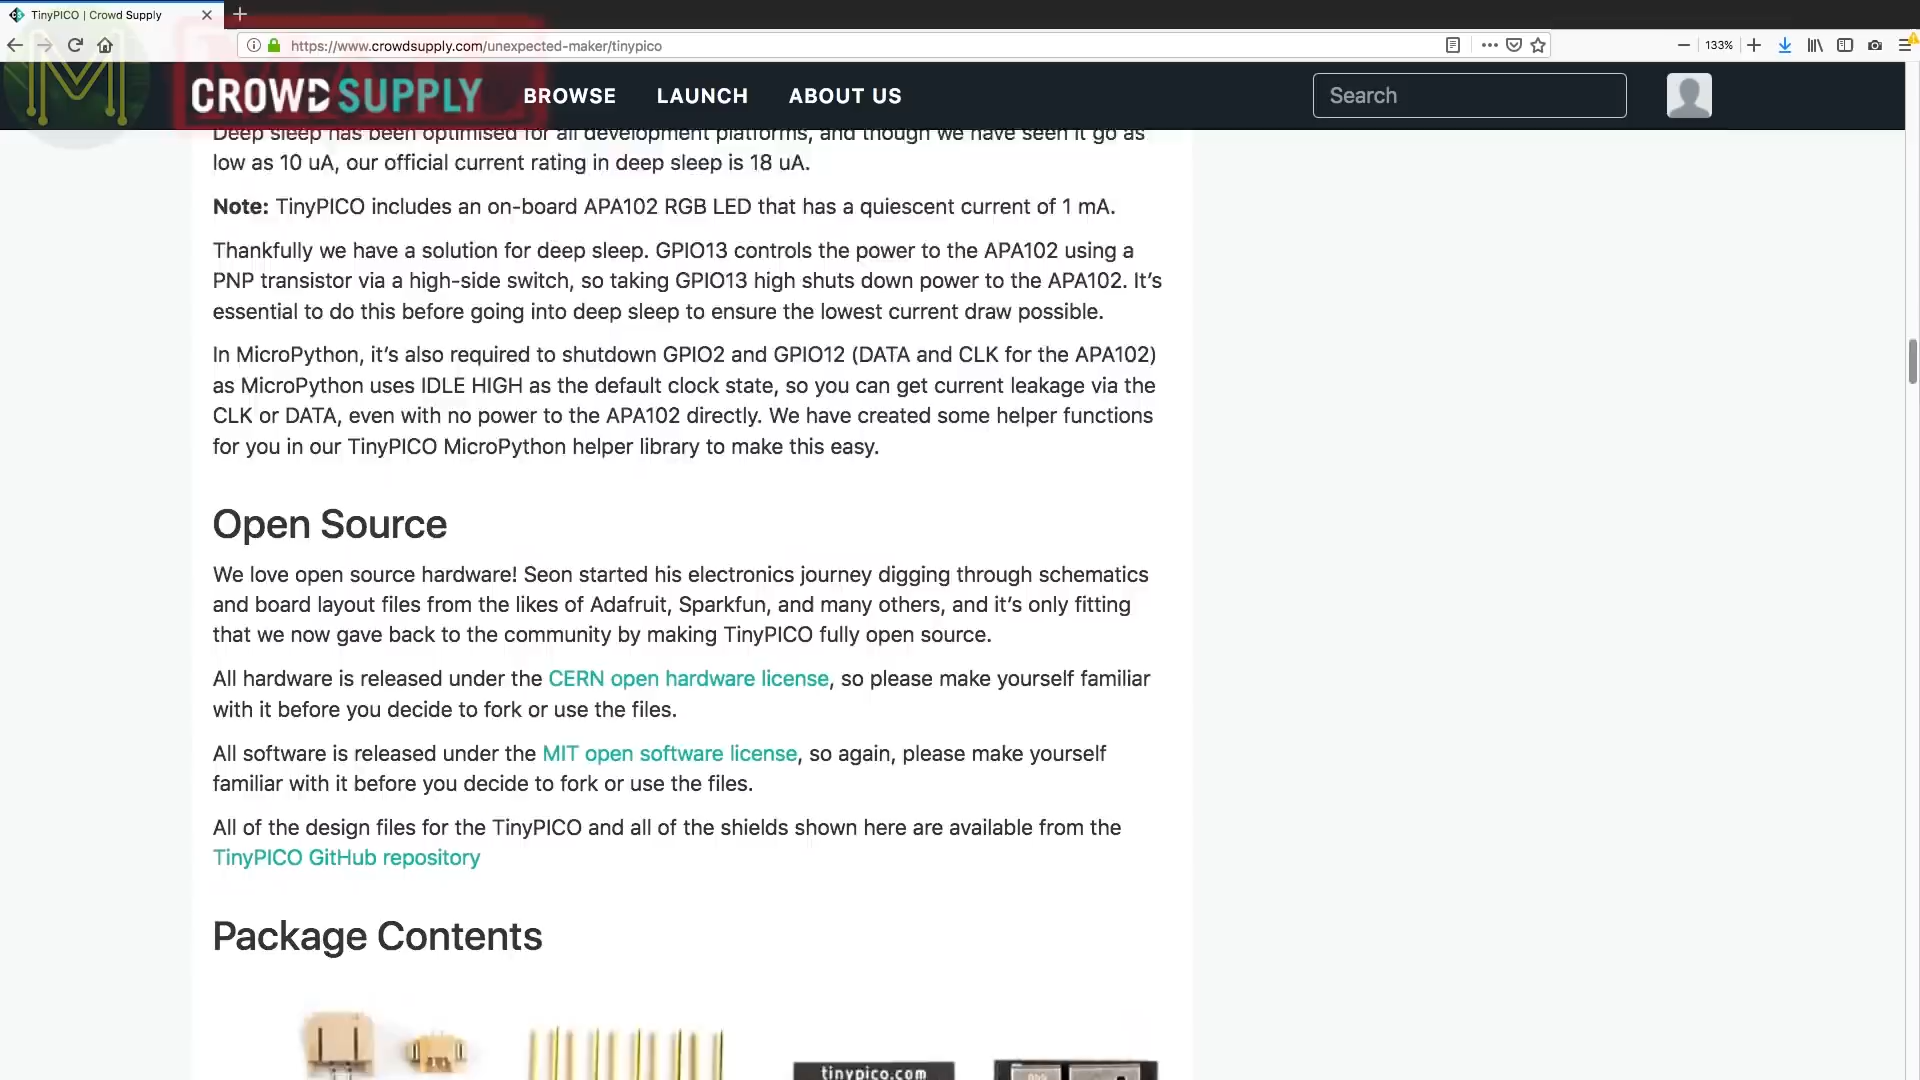 TinyPICO | Crowd Supply
https://www.crowdsupply.com/unexpected-maker/tinypico
133%
CROWD SUPPLY BROWSE LAUNCH ABOUT US Search
Deep sleep has been optimised for all development platforms, and though we have seen it go as
low as 10 uA, our official current rating in deep sleep is 18 uA.
Note: TinyPICO includes an on-board APA102 RGB LED that has a quiescent current of 1 mA.
Thankfully we have a solution for deep sleep. GPIO13 controls the power to the APA102 using a
PNP transistor via a high-side switch, so taking GPIO13 high shuts down power to the APA102. It’s
essential to do this before going into deep sleep to ensure the lowest current draw possible.
In MicroPython, it’s also required to shutdown GPIO2 and GPIO12 (DATA and CLK for the APA102)
as MicroPython uses IDLE HIGH as the default clock state, so you can get current leakage via the
CLK or DATA, even with no power to the APA102 directly. We have created some helper functions
for you in our TinyPICO MicroPython helper library to make this easy.
Open Source
We love open source hardware! Seon started his electronics journey digging through schematics
and board layout files from the likes of Adafruit, Sparkfun, and many others, and it’s only fitting
that we now gave back to the community by making TinyPICO fully open source.
All hardware is released under the CERN open hardware license, so please make yourself familiar
with it before you decide to fork or use the files.
All software is released under the MIT open software license, so again, please make yourself
familiar with it before you decide to fork or use the files.
All of the design files for the TinyPICO and all of the shields shown here are available from the
TinyPICO GitHub repository
Package Contents
tinypico.com